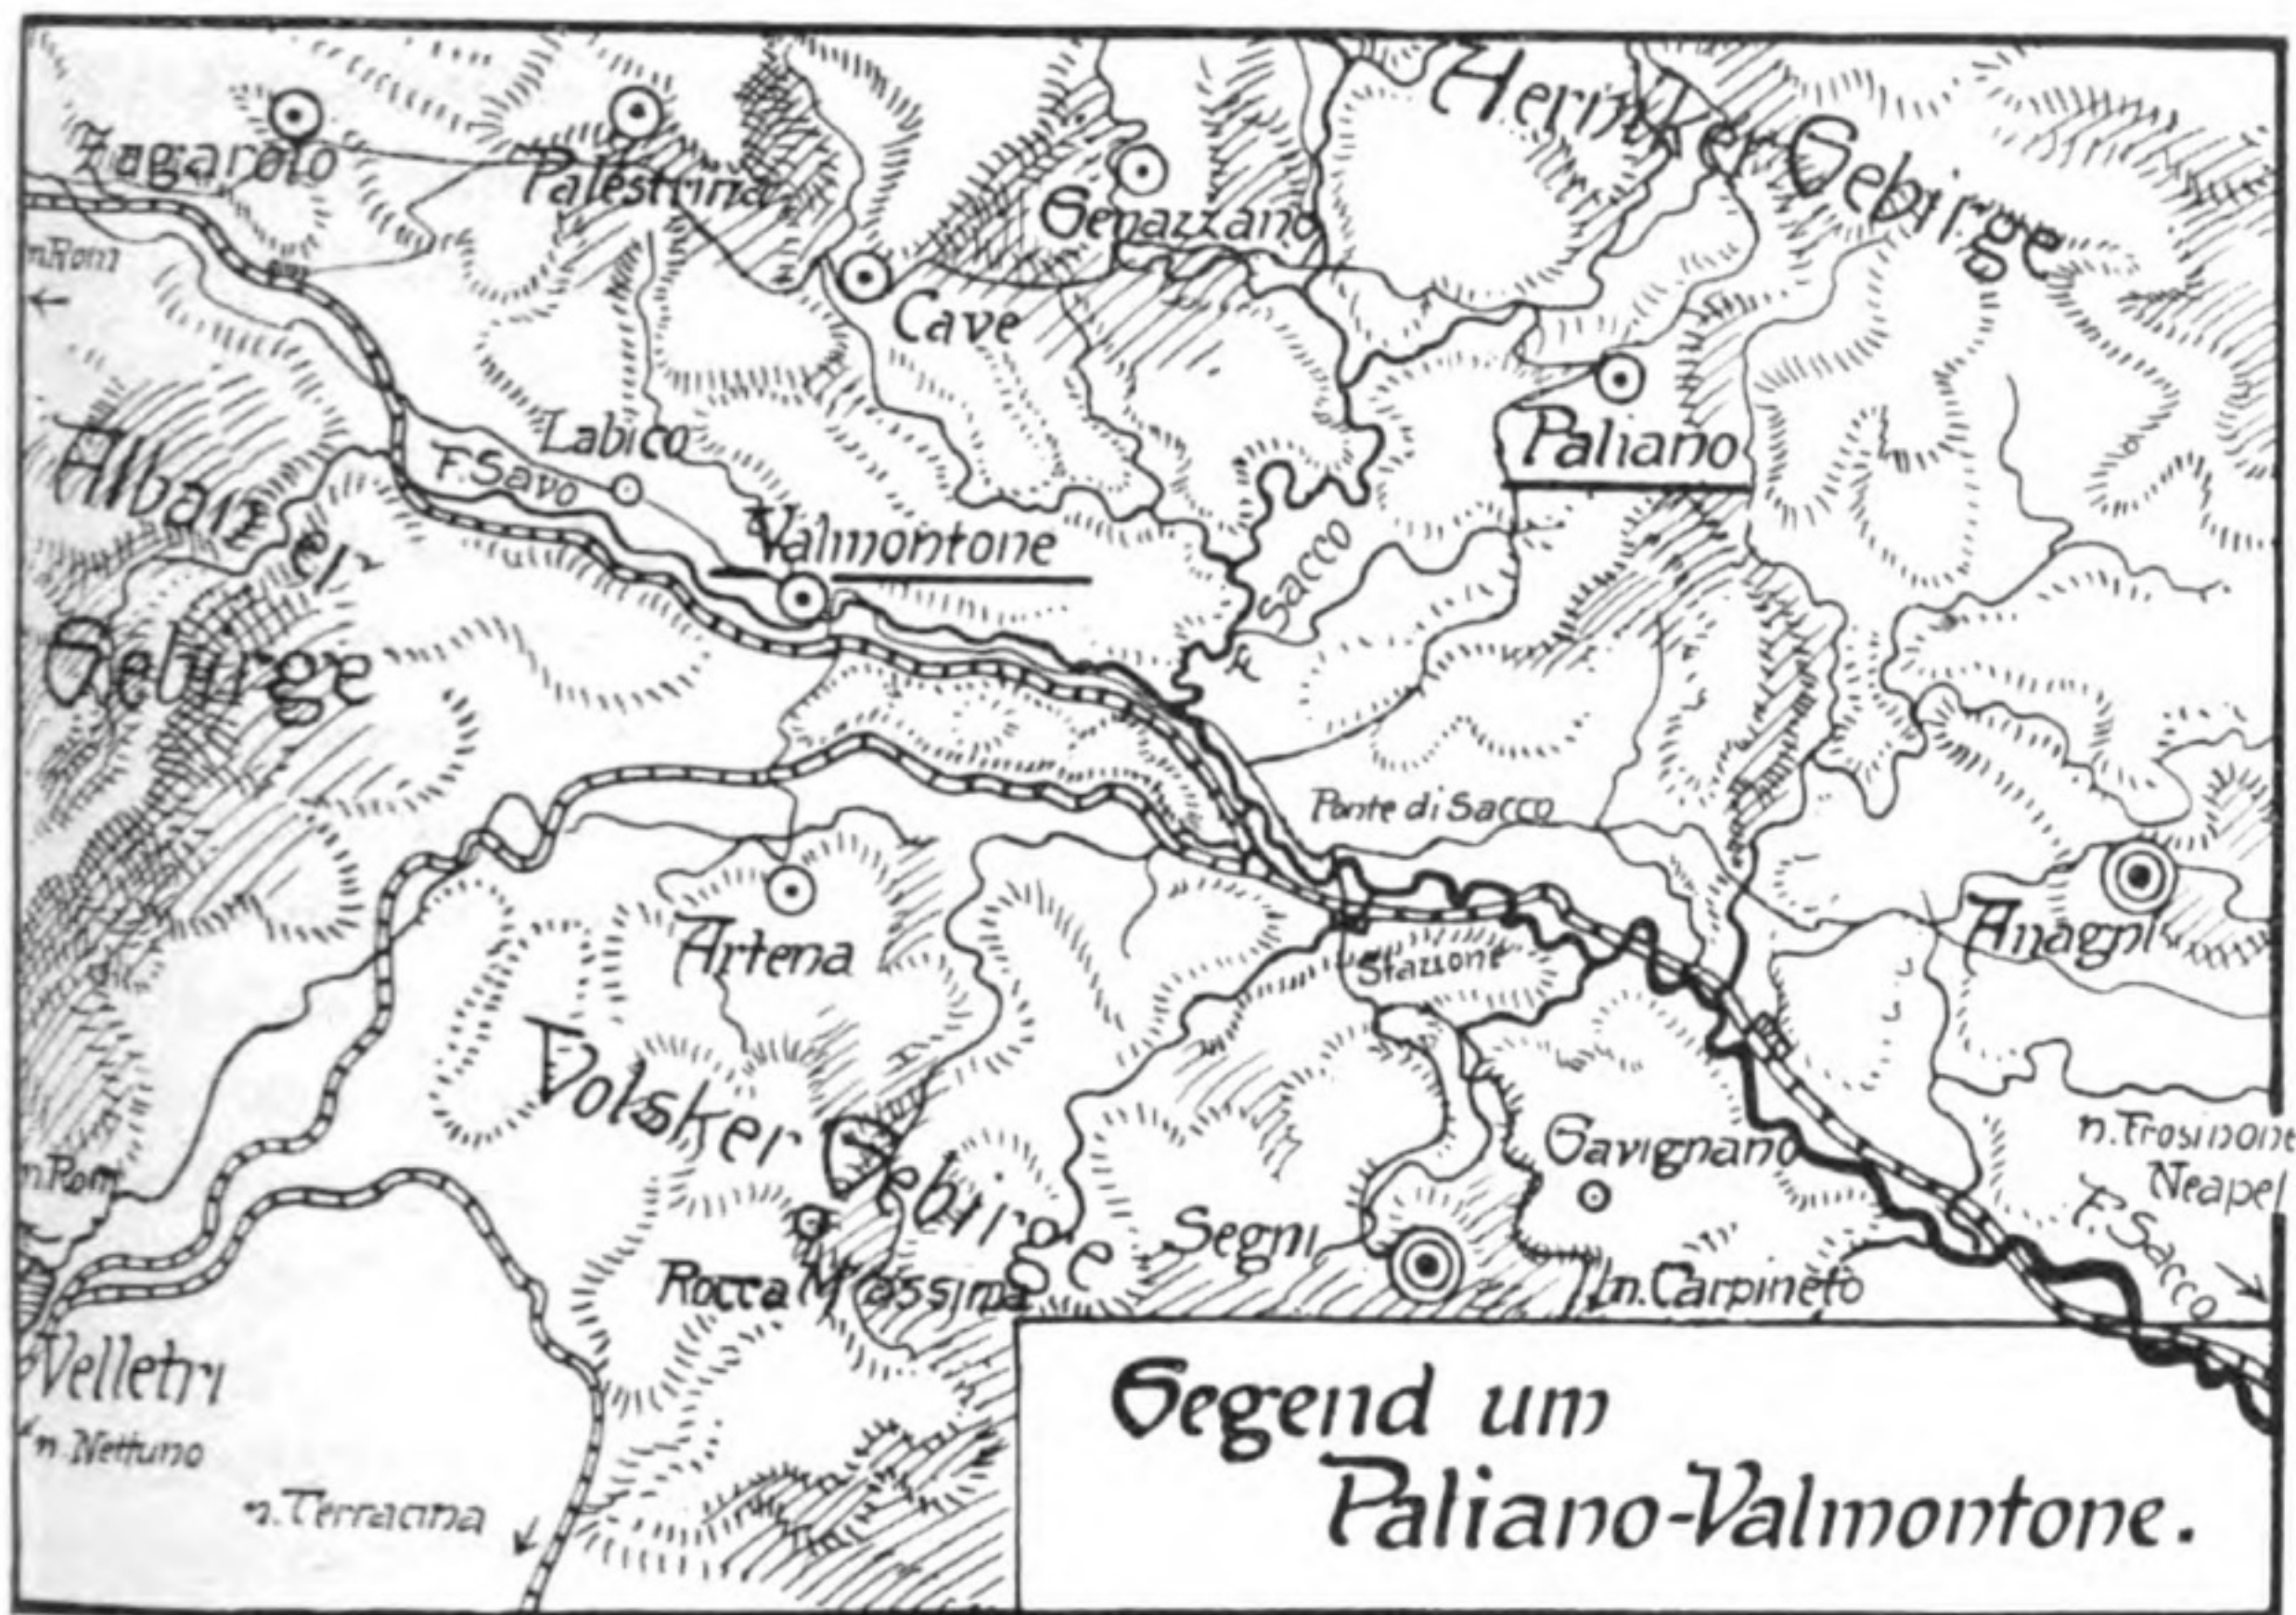 Herniker Gebirge
Zagarolo
Palestrina
Genazzano
n Rom
Cave
Albaner
Gebirge
Labico
F. Savo
Paliano
Valmontone
F. Sacco
Ponte di Sacco
Artena
Stazione
Anagni
Volsker Gebirge
n. Frosinone
Neapel
F. Sacco
Gavignano
n Rom
Segni
Rocca Massima
n. Carpineto
Velletri
n. Nettuno
n. Terracina
Gegend um
Paliano-Valmontone.